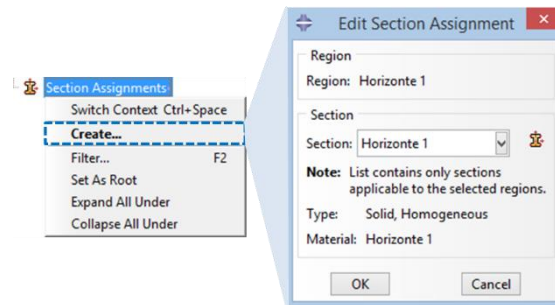 Section Assignments
Switch Context Ctrl+Space
Create...
Filter... F2
Set As Root
Expand All Under
Collapse All Under
Edit Section Assignment
Region
Region: Horizonte 1
Section
Section: Horizonte 1
Note: List contains only sections
applicable to the selected regions.
Type: Solid, Homogeneous
Material: Horizonte 1
OK Cancel